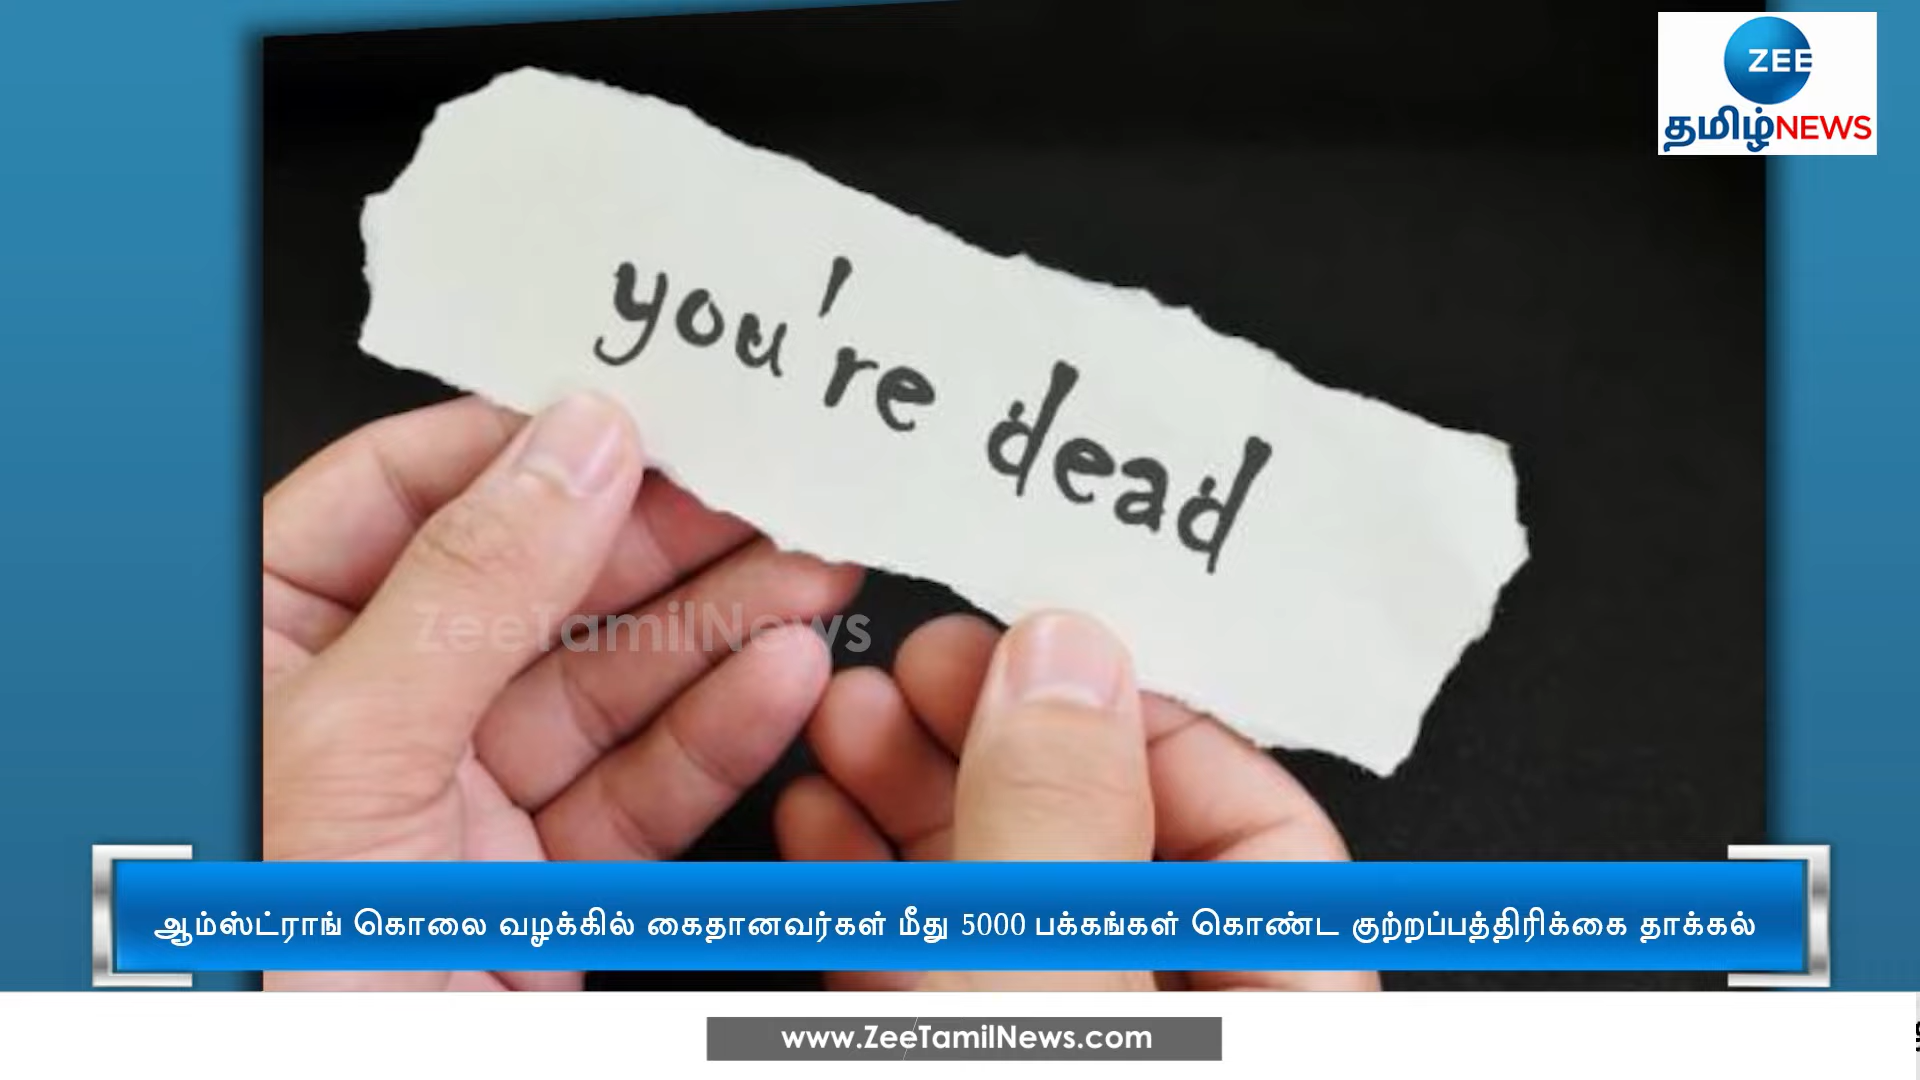 ZEE
தமிழ்NEWS
you're dead
ZeeTamilNews
ஆம்ஸ்ட்ராங் கொலை வழக்கில் கைதானவர்கள் மீது 5000 பக்கங்கள் கொண்ட குற்றப்பத்திரிக்கை தாக்கல்
www.ZeeTamilNews.com